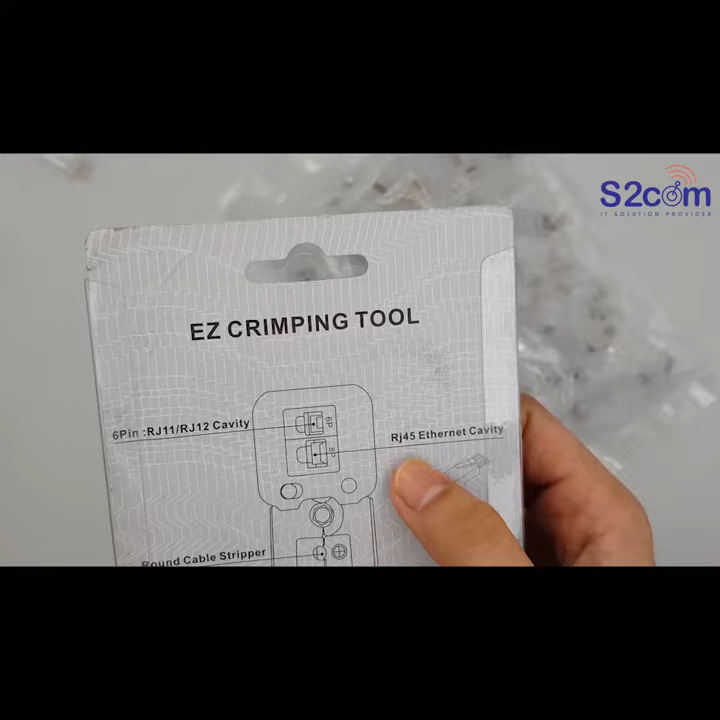 S2com
IT SOLUTION PROVIDER
EZ CRIMPING TOOL
6Pin :RJ11/RJ12 Cavity
6P
Rj45 Ethernet Cavity
8P
Round Cable Stripper